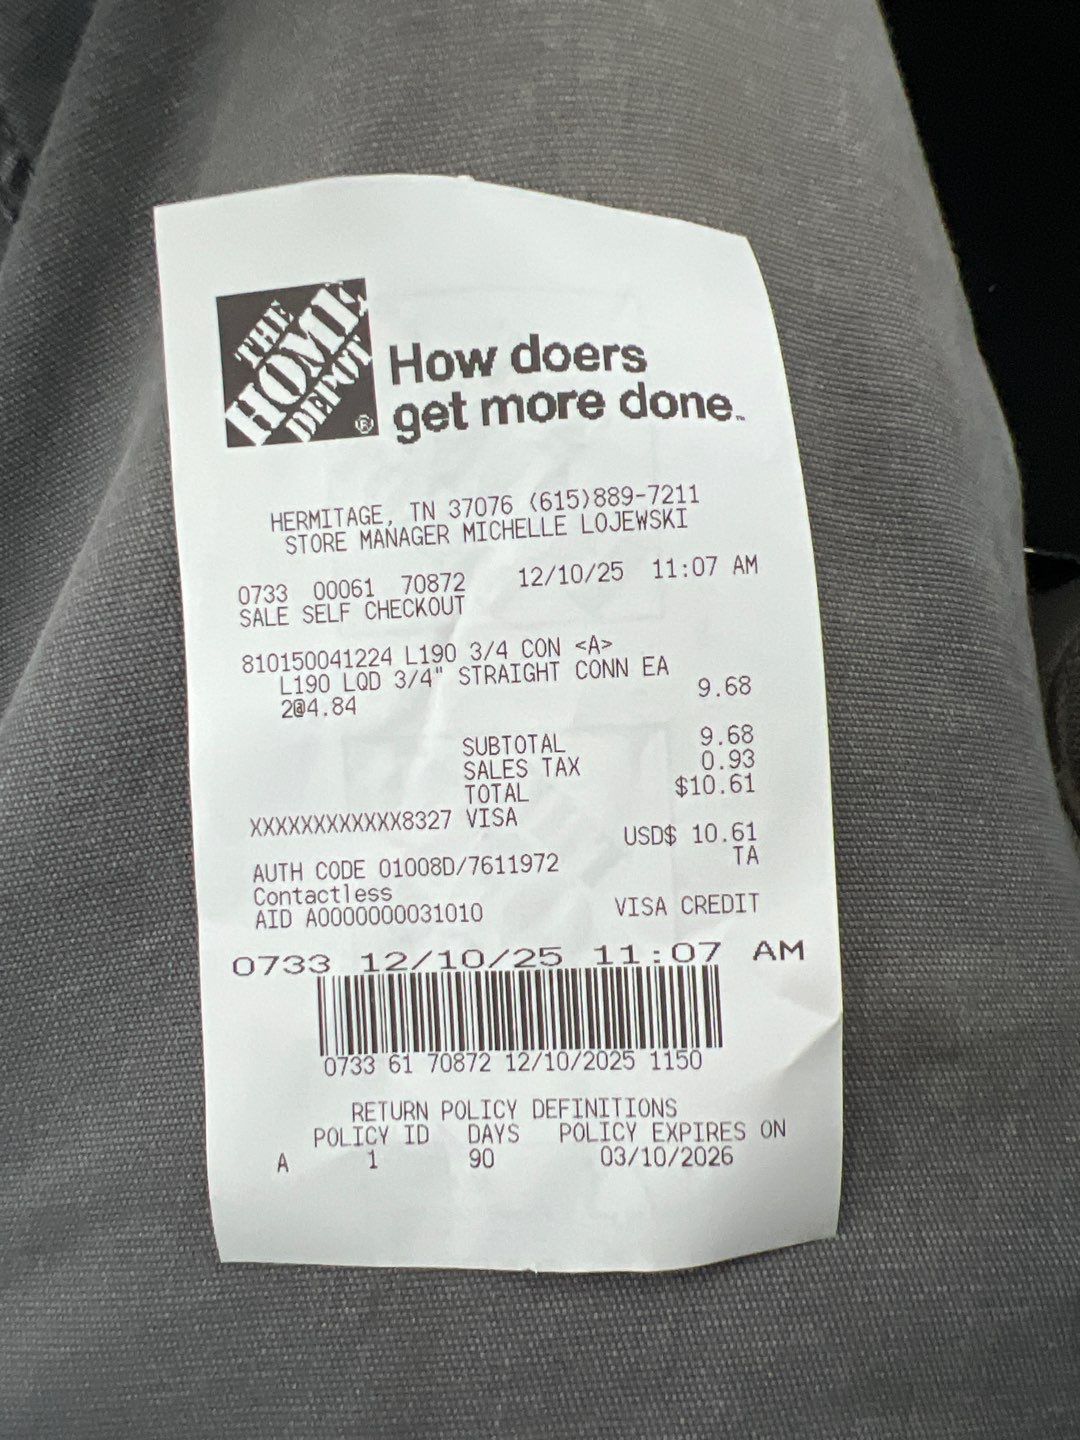 THE
HOME
DEPOT
®
How doers
get more done.™
HERMITAGE, TN 37076 (615)889-7211
STORE MANAGER MICHELLE LOJEWSKI
0733 00061 70872 12/10/25 11:07 AM
SALE SELF CHECKOUT
810150041224 L190 3/4 CON <A>
L190 LQD 3/4" STRAIGHT CONN EA
2@4.84 9.68
SUBTOTAL 9.68
SALES TAX 0.93
TOTAL $10.61
XXXXXXXXXXXX8327 VISA
USD$ 10.61
AUTH CODE 01008D/7611972 TA
Contactless
AID A0000000031010 VISA CREDIT
0733 12/10/25 11:07 AM
0733 61 70872 12/10/2025 1150
RETURN POLICY DEFINITIONS
POLICY ID DAYS POLICY EXPIRES ON
A 1 90 03/10/2026